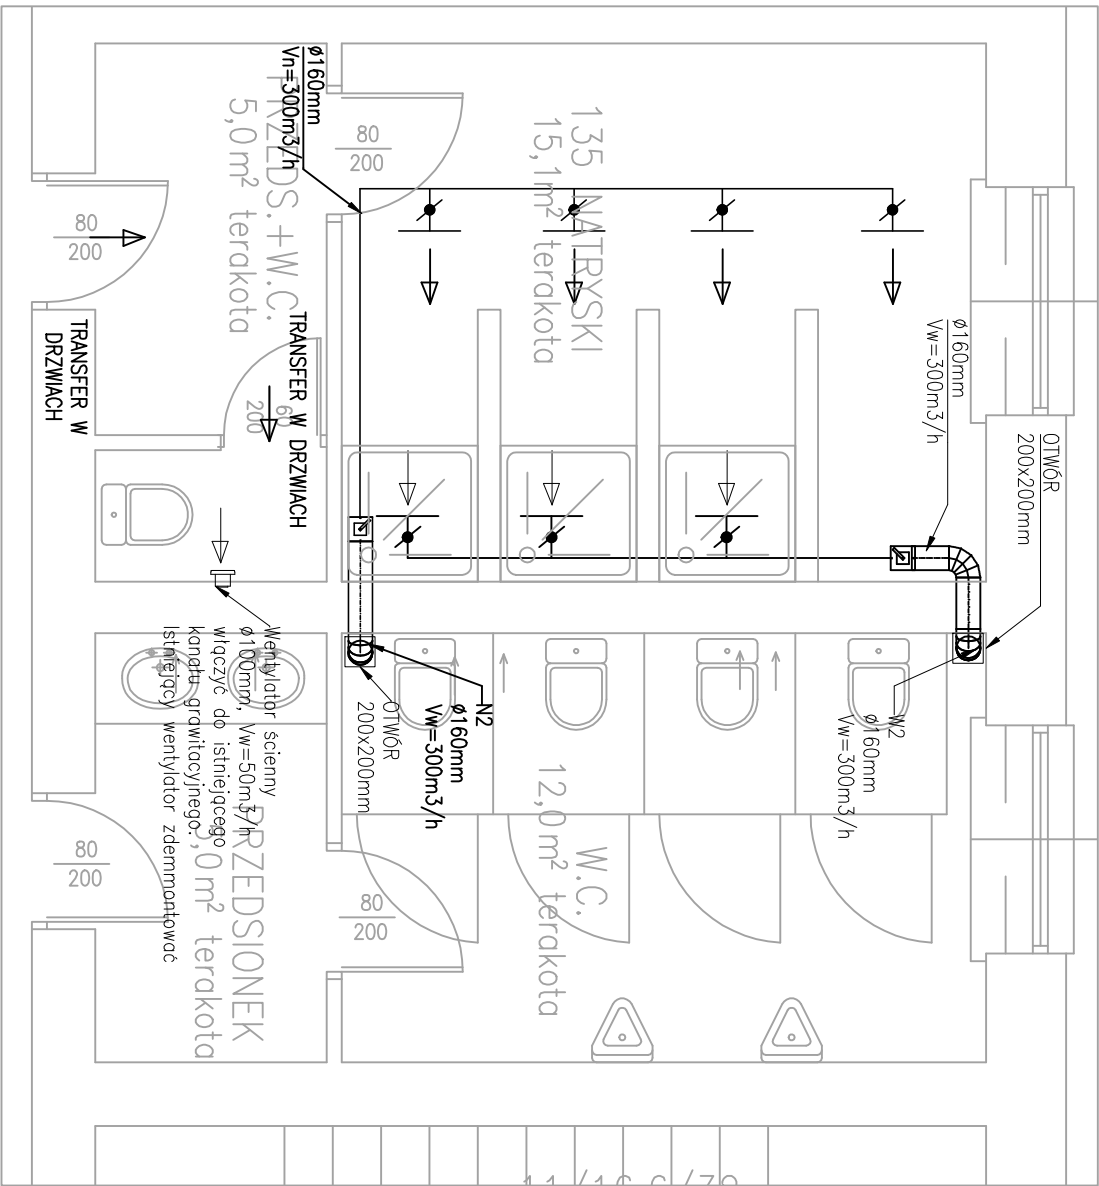 ø160mm
Vn=300m3/h
PRZEDS.+W.C.
5,0m² terakota
80
200
135 NATRYSKI
15,1m² terakota
80
200
TRANSFER W
DRZWIACH
TRANSFER W DRZWIACH
60
200
ø160mm
Vw=300m3/h
OTWÓR
200x200mm
Wentylator ścienny
ø100mm, Vw=50m3/h
włączyć do istniejącego
kanału grawitacyjnego.
Istniejący wentylator zdemmontować
N2
ø160mm
Vw=300m3/h
OTWÓR
200x200mm
W2
ø160mm
Vw=300m3/h
W.C.
12,0m² terakota
PRZEDSIONEK
,0m² terakota
80
200
80
200